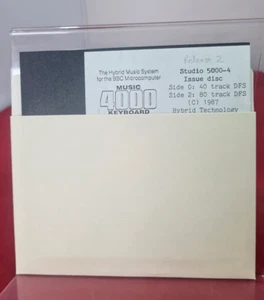 Release 2
The Hybrid Music System
for the BBC Microcomputer
MUSIC
4000
KEYBOARD
Studio 5000-4
Issue disc
Side 0: 40 track DFS
Side 2: 80 track DFS
(C) 1987
Hybrid Technology